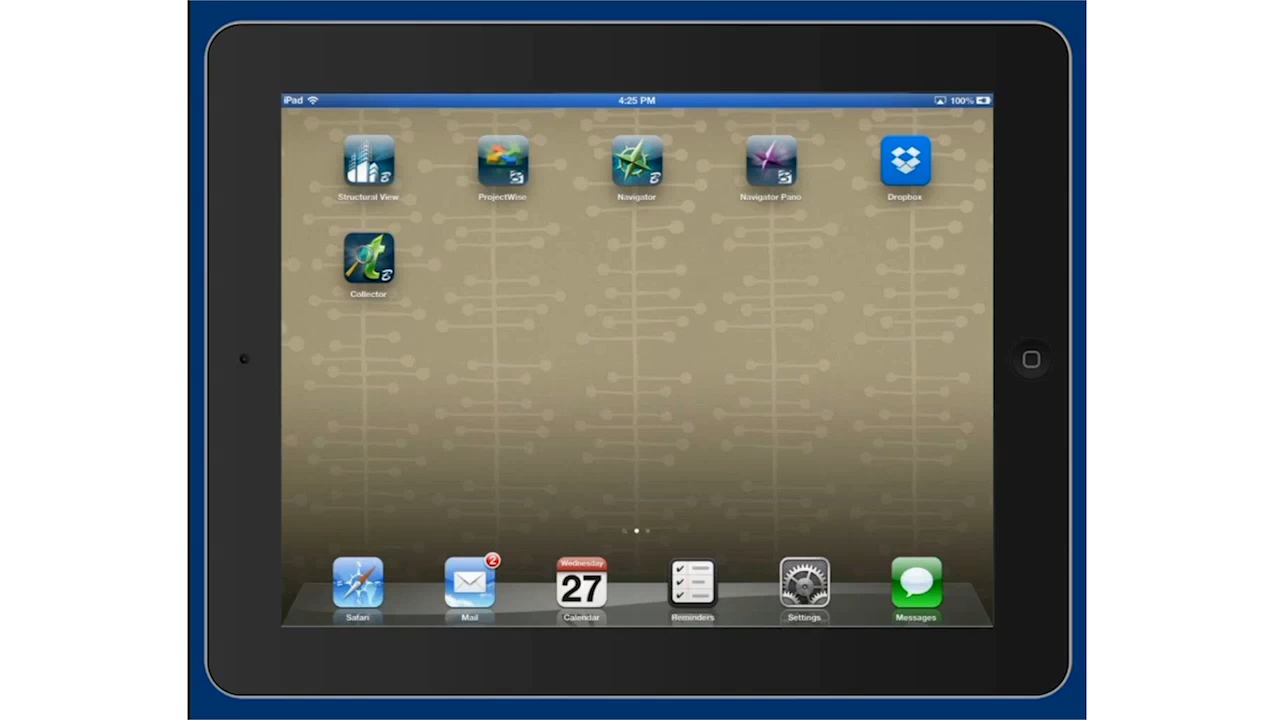 iPad 4:25 PM 100%
Structural View ProjectWise Navigator Navigator Pano Dropbox
Collector
2
Wednesday
27
Safari Mail Calendar Reminders Settings Messages